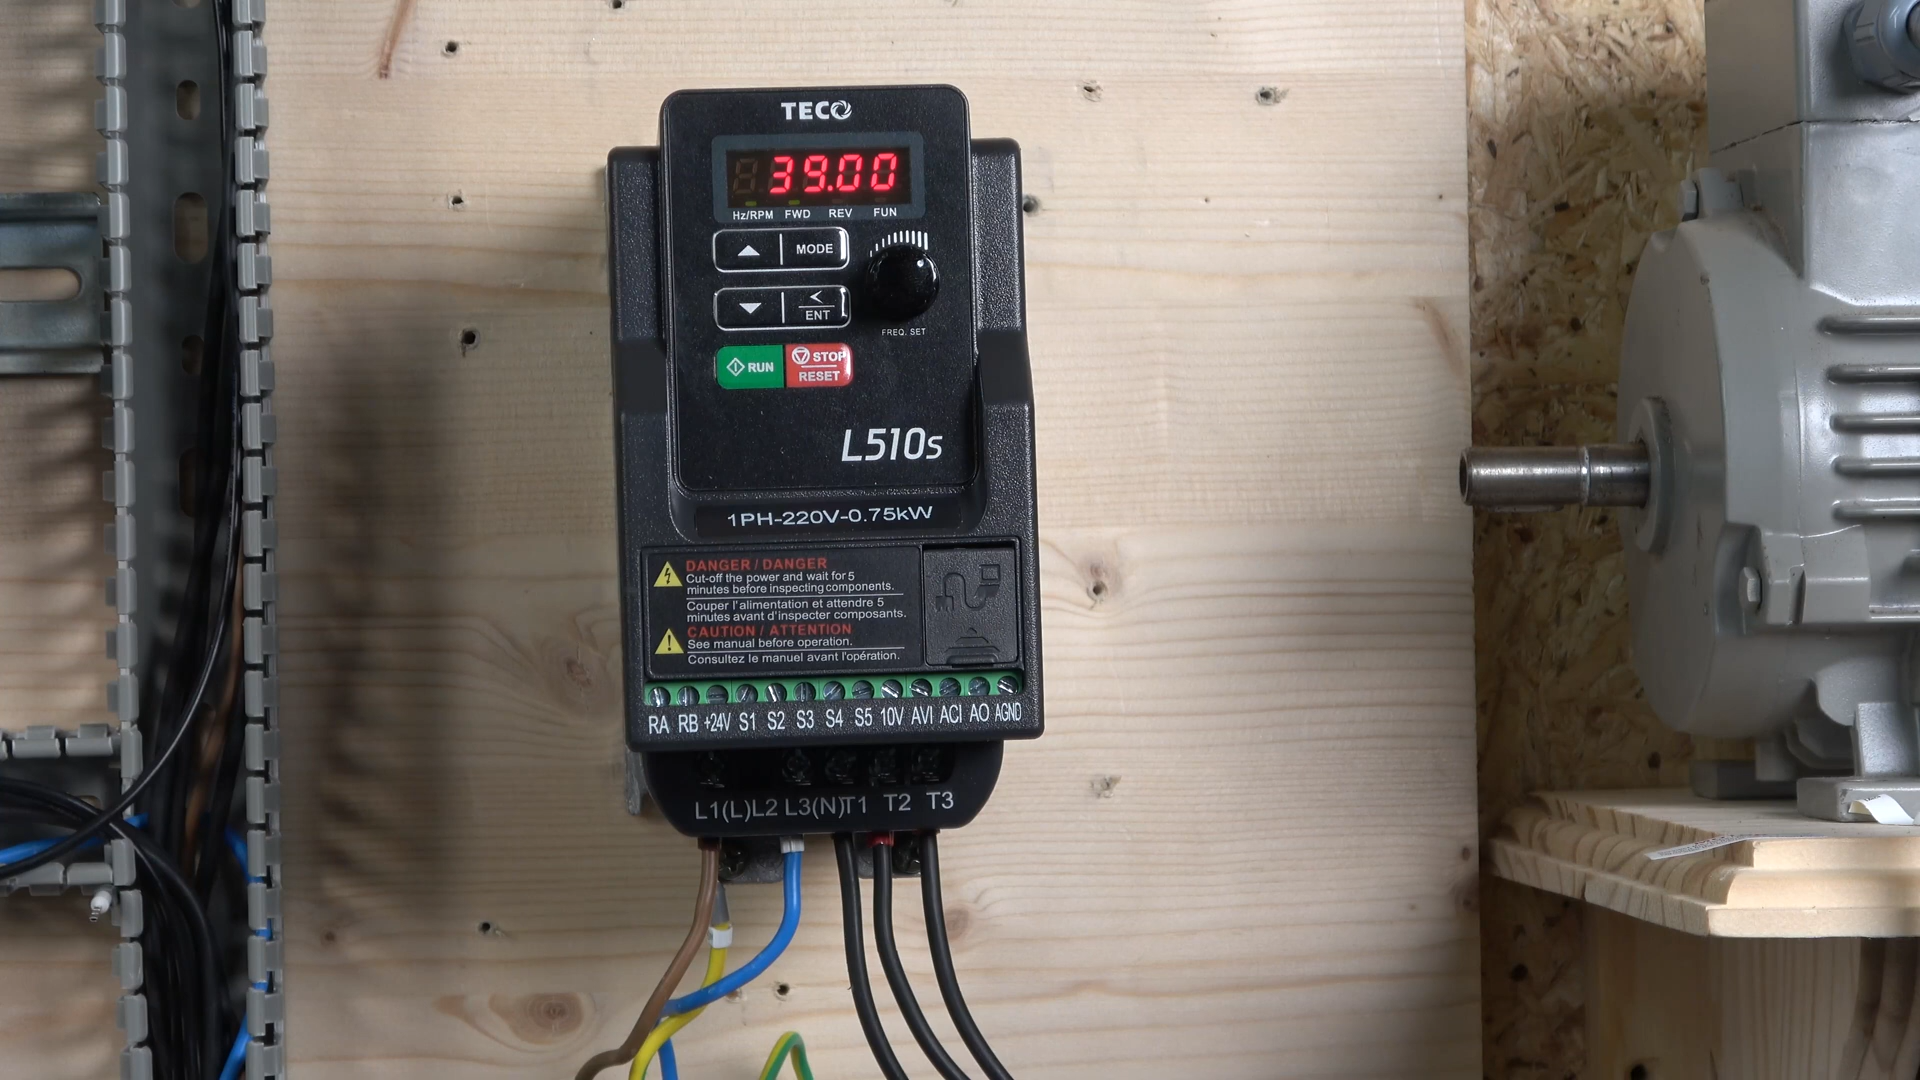 TECO
39.00
Hz/RPM FWD REV FUN
MODE
<
ENT
FREQ. SET
RUN
STOP
RESET
L510s
1PH-220V-0.75kW
DANGER / DANGER
Cut-off the power and wait for 5
minutes before inspecting components.
Couper l'alimentation et attendre 5
minutes avant d'inspecter composants.
CAUTION / ATTENTION
See manual before operation.
Consultez le manuel avant l'opération.
RA RB +24V S1 S2 S3 S4 S5 10V AVI ACI AO AGND
L1(L) L2 L3(N) T1 T2 T3